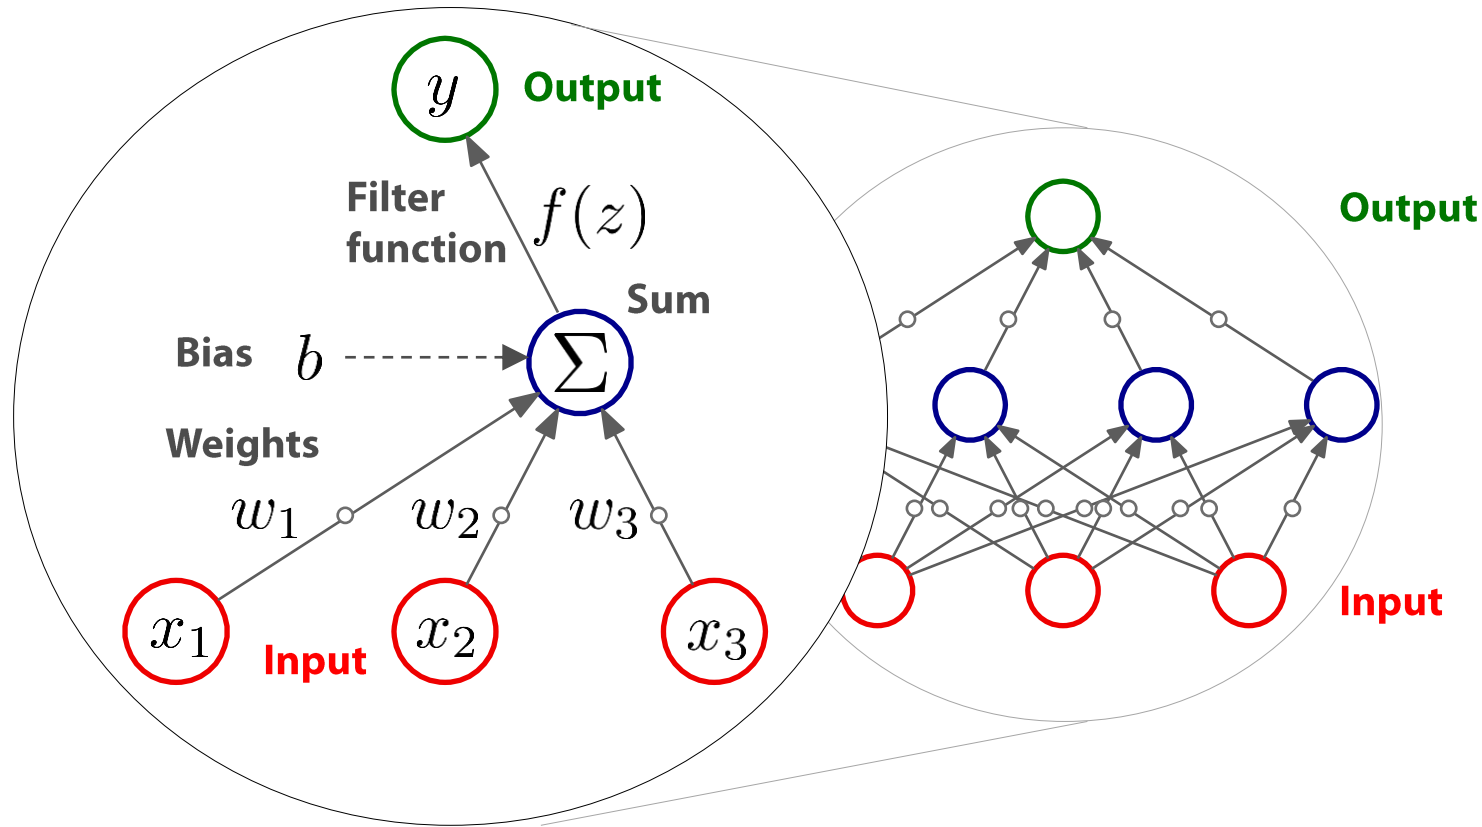 y
Output
Filter
function
f(z)
Sum
Bias
b
Σ
Weights
w₁
w₂
w₃
x₁
x₂
x₃
Input
Output
Input